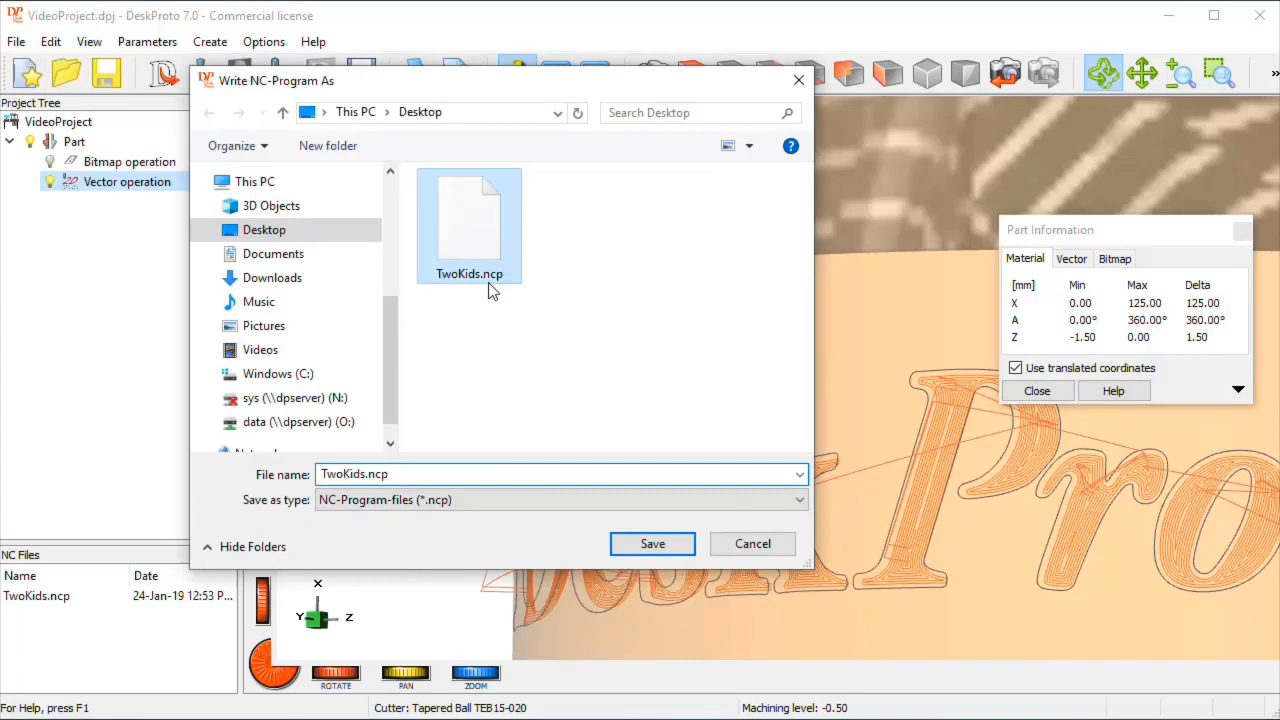 VideoProject.dpj - DeskProto 7.0 - Commercial license
File Edit View Parameters Create Options Help
»
Write NC-Program As
Project Tree
VideoProject
Part
Bitmap operation
Vector operation
› This PC › Desktop
Search Desktop
Organize
New folder
This PC
3D Objects
Desktop
Documents
Downloads
Music
Pictures
Videos
Windows (C:)
sys (\\dpserver) (N:)
data (\\dpserver) (O:)
TwoKids.ncp
File name: TwoKids.ncp
Save as type: NC-Program-files (*.ncp)
Hide Folders
Save Cancel
Part Information
Material Vector Bitmap
[mm] Min Max Delta
X 0.00 125.00 125.00
A 0.00° 360.00° 360.00°
Z -1.50 0.00 1.50
Use translated coordinates
Close Help
Pro
NC Files
Name Date
TwoKids.ncp 24-Jan-19 12:53 P...
X
Y Z
ROTATE PAN ZOOM
For Help, press F1
Cutter: Tapered Ball TEB15-020
Machining level: -0.50